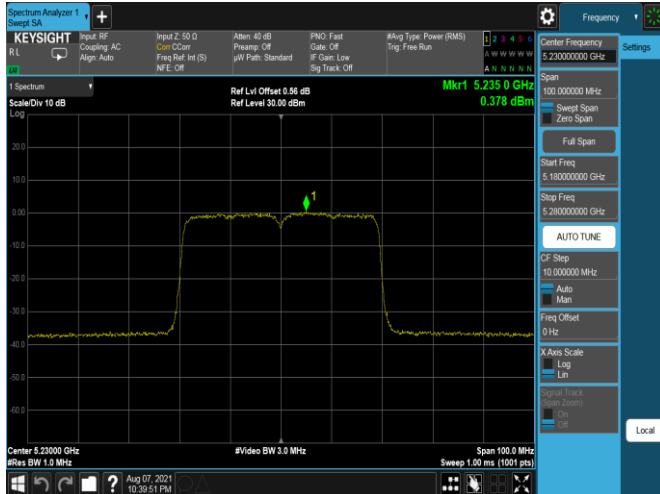 Spectrum Analyzer 1
Swept SA
+
Frequency
KEYSIGHT
RL
Input: RF
Coupling: AC
Align: Auto
Input Z: 50 Ω
Corr CCorr
Freq Ref: Int (S)
NFE: Off
Atten: 40 dB
Preamp: Off
µW Path: Standard
PNO: Fast
Gate: Off
IF Gain: Low
Sig Track: Off
#Avg Type: Power (RMS)
Trig: Free Run
1 2 3 4 5 6
A W W W W W
A N N N N N
1 Spectrum
Scale/Div 10 dB
Log
Ref Lvl Offset 0.56 dB
Ref Level 30.00 dBm
Mkr1 5.235 0 GHz
0.378 dBm
20.0
10.0
0.00
-10.0
-20.0
-30.0
-40.0
-50.0
-60.0
1
Center 5.23000 GHz
#Res BW 1.0 MHz
#Video BW 3.0 MHz
Span 100.0 MHz
Sweep 1.00 ms (1001 pts)
?
Aug 07, 2021
10:39:51 PM
Center Frequency
5.230000000 GHz
Settings
Span
100.000000 MHz
Swept Span
Zero Span
Full Span
Start Freq
5.180000000 GHz
Stop Freq
5.280000000 GHz
AUTO TUNE
CF Step
10.000000 MHz
Auto
Man
Freq Offset
0 Hz
X Axis Scale
Log
Lin
Signal Track
(Span Zoom)
On
Off
Local